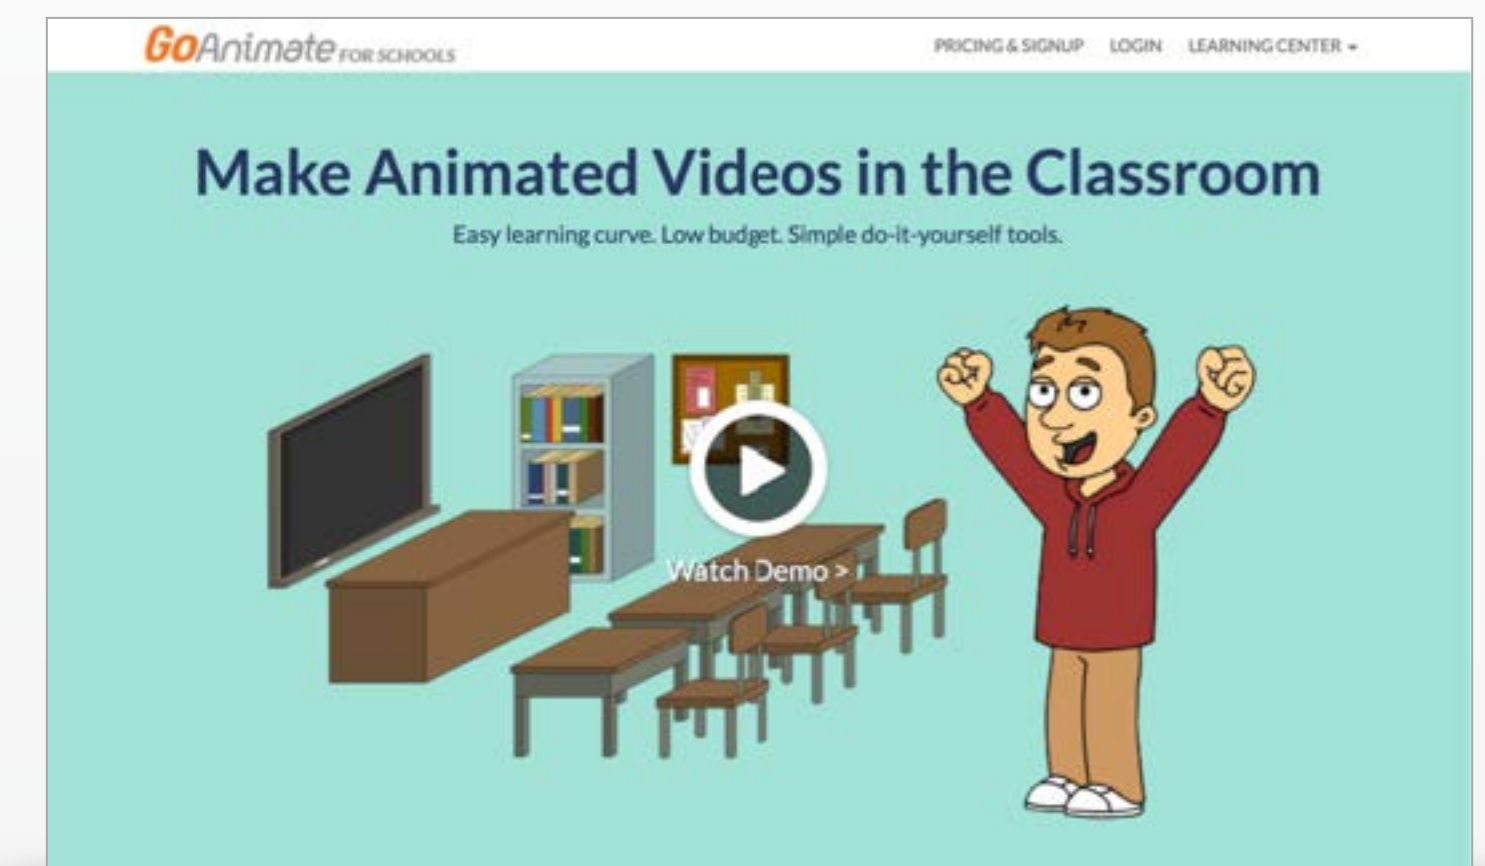 GoAnimate FOR SCHOOLS
PRICING & SIGNUP LOGIN LEARNING CENTER
Make Animated Videos in the Classroom
Easy learning curve. Low budget. Simple do-it-yourself tools.
Watch Demo >